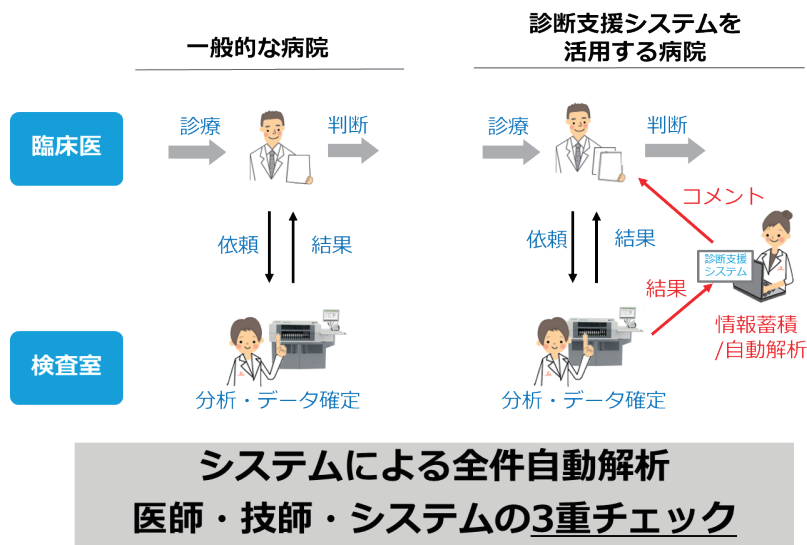 一般的な病院
診断支援システムを
活用する病院
臨床医
診療
判断
診療
判断
コメント
依頼
結果
依頼
結果
診断支援
システム
結果
情報蓄積
/自動解析
検査室
分析・データ確定
分析・データ確定
システムによる全件自動解析
医師・技師・システムの3重チェック